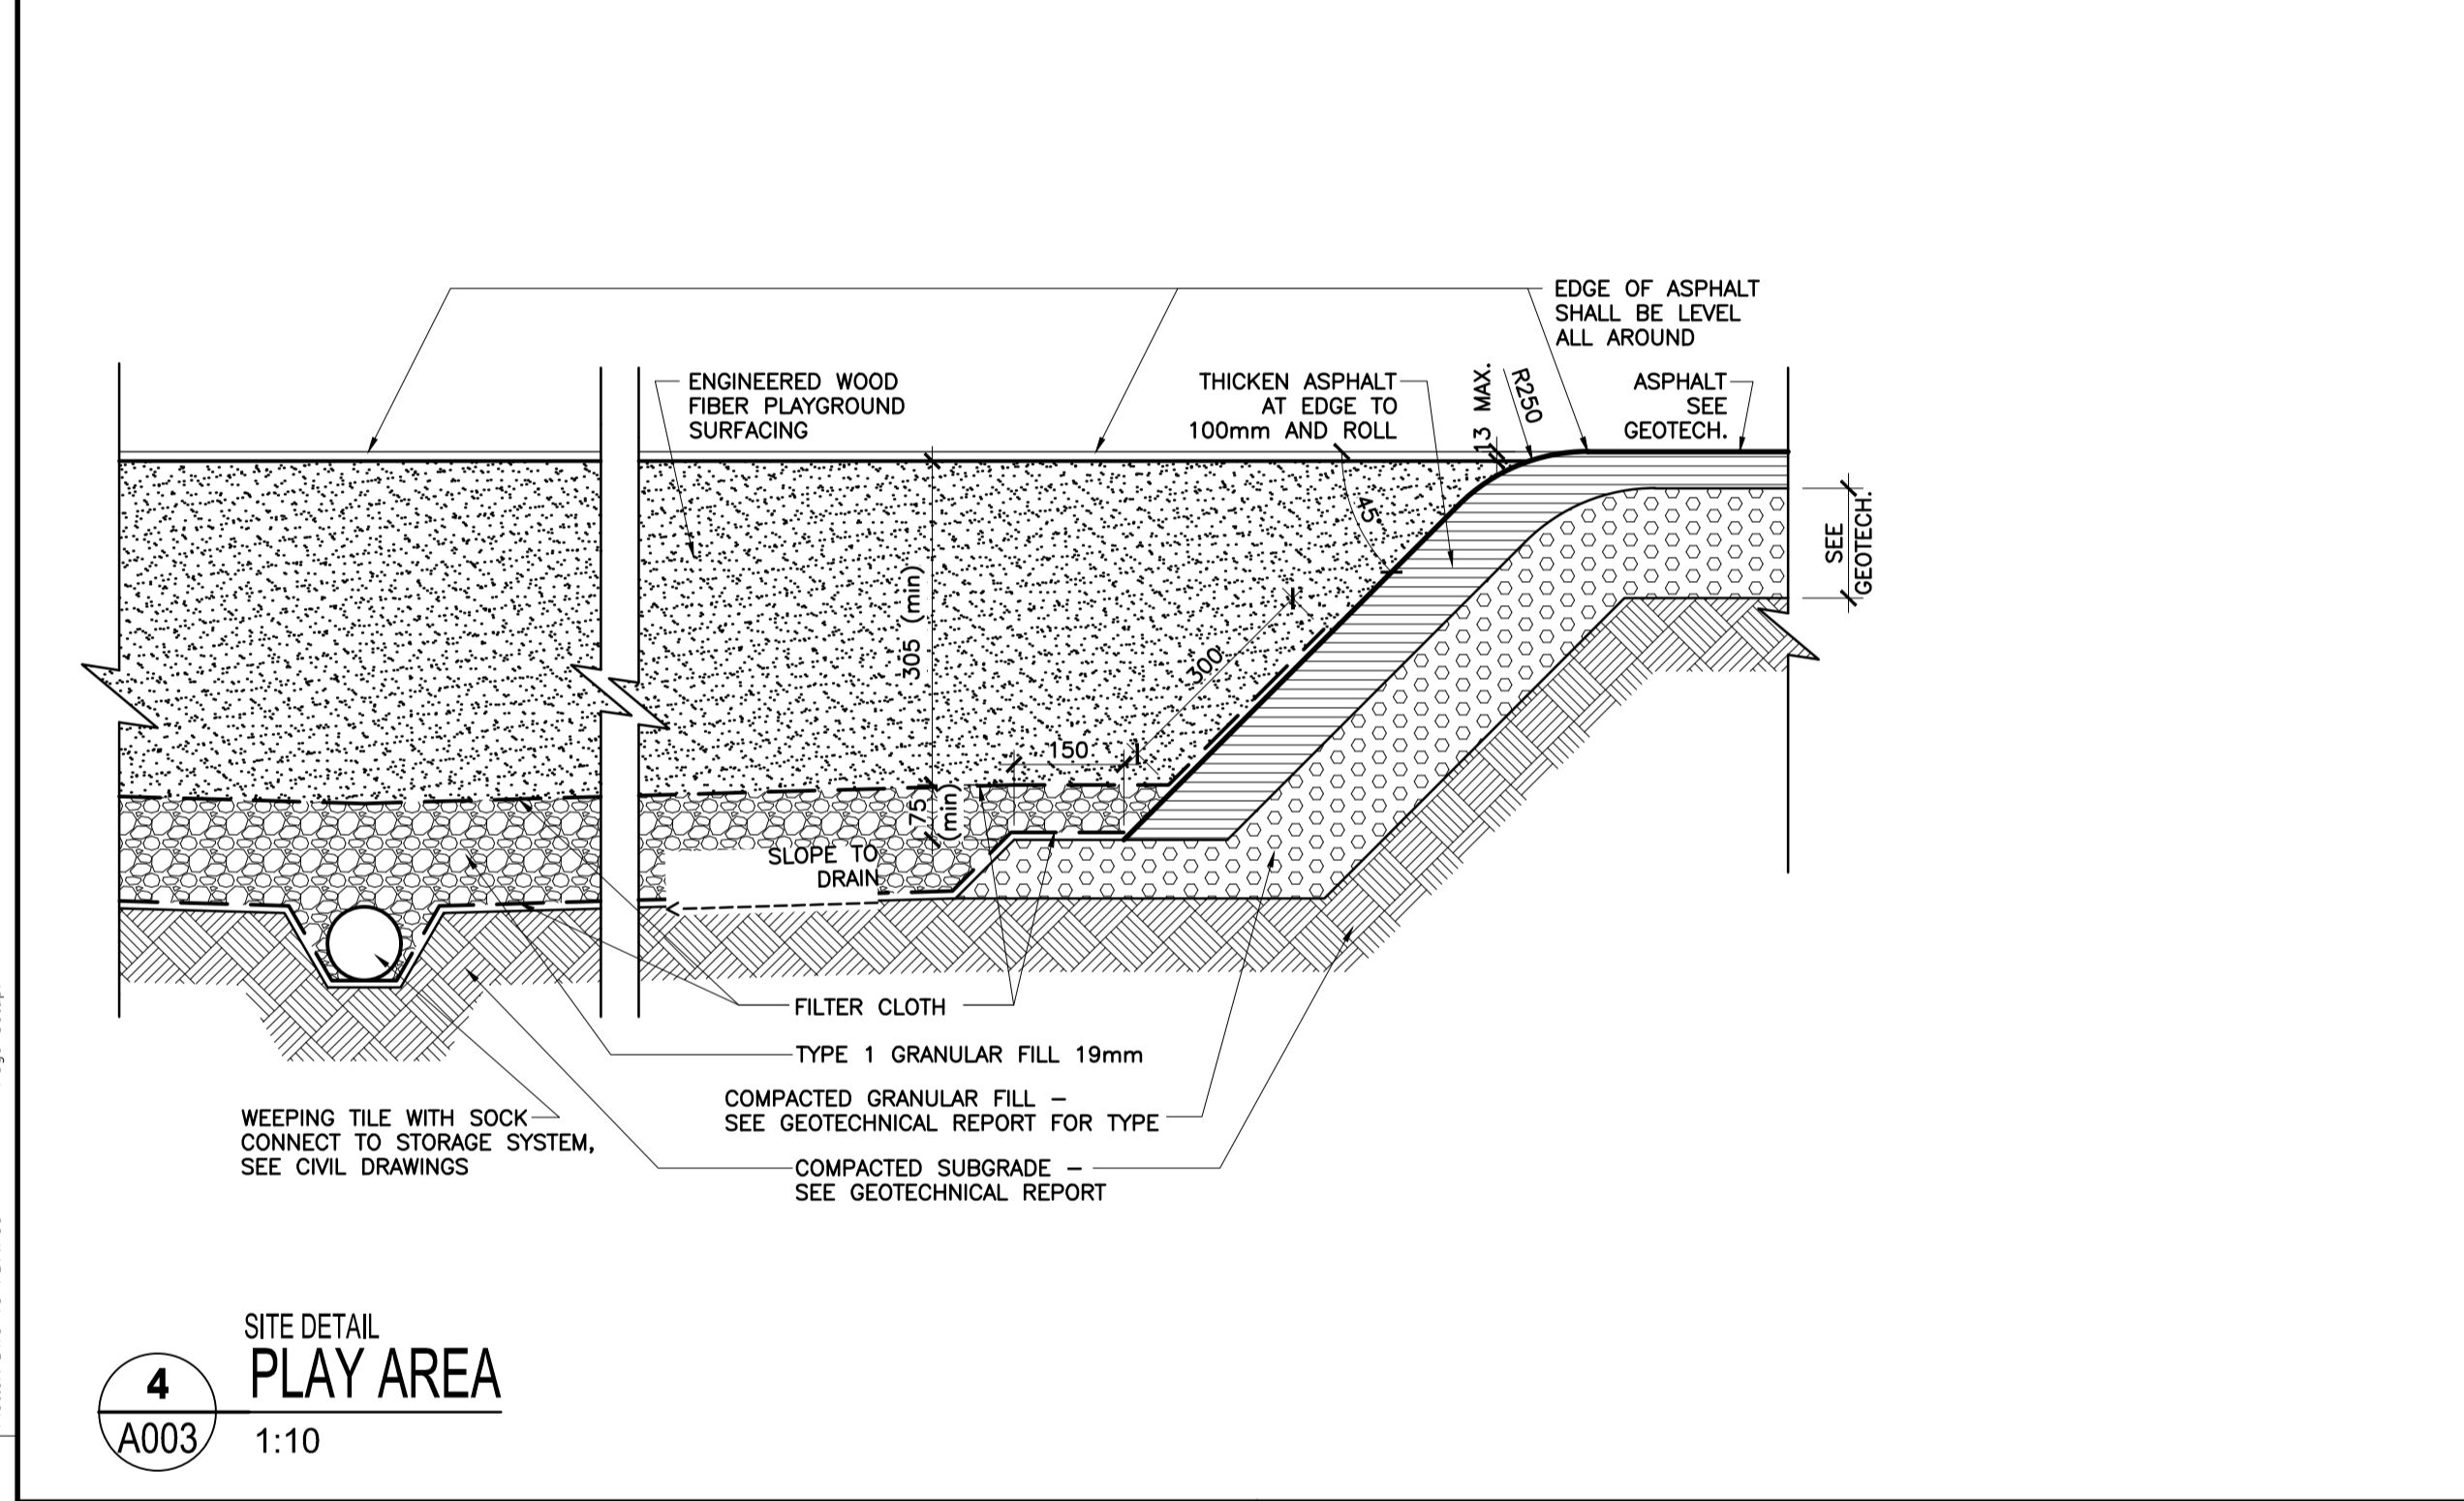 EDGE OF ASPHALT
SHALL BE LEVEL
ALL AROUND
ENGINEERED WOOD
FIBER PLAYGROUND
SURFACING
THICKEN ASPHALT
AT EDGE TO
100mm AND ROLL
13 MAX.
R250
ASPHALT
SEE
GEOTECH.
45
SEE
GEOTECH.
305 (min)
300
150
75
(min)
SLOPE TO
DRAIN
FILTER CLOTH
TYPE 1 GRANULAR FILL 19mm
COMPACTED GRANULAR FILL –
SEE GEOTECHNICAL REPORT FOR TYPE
WEEPING TILE WITH SOCK
CONNECT TO STORAGE SYSTEM,
SEE CIVIL DRAWINGS
COMPACTED SUBGRADE –
SEE GEOTECHNICAL REPORT
SITE DETAIL
PLAY AREA
4
A003
1:10